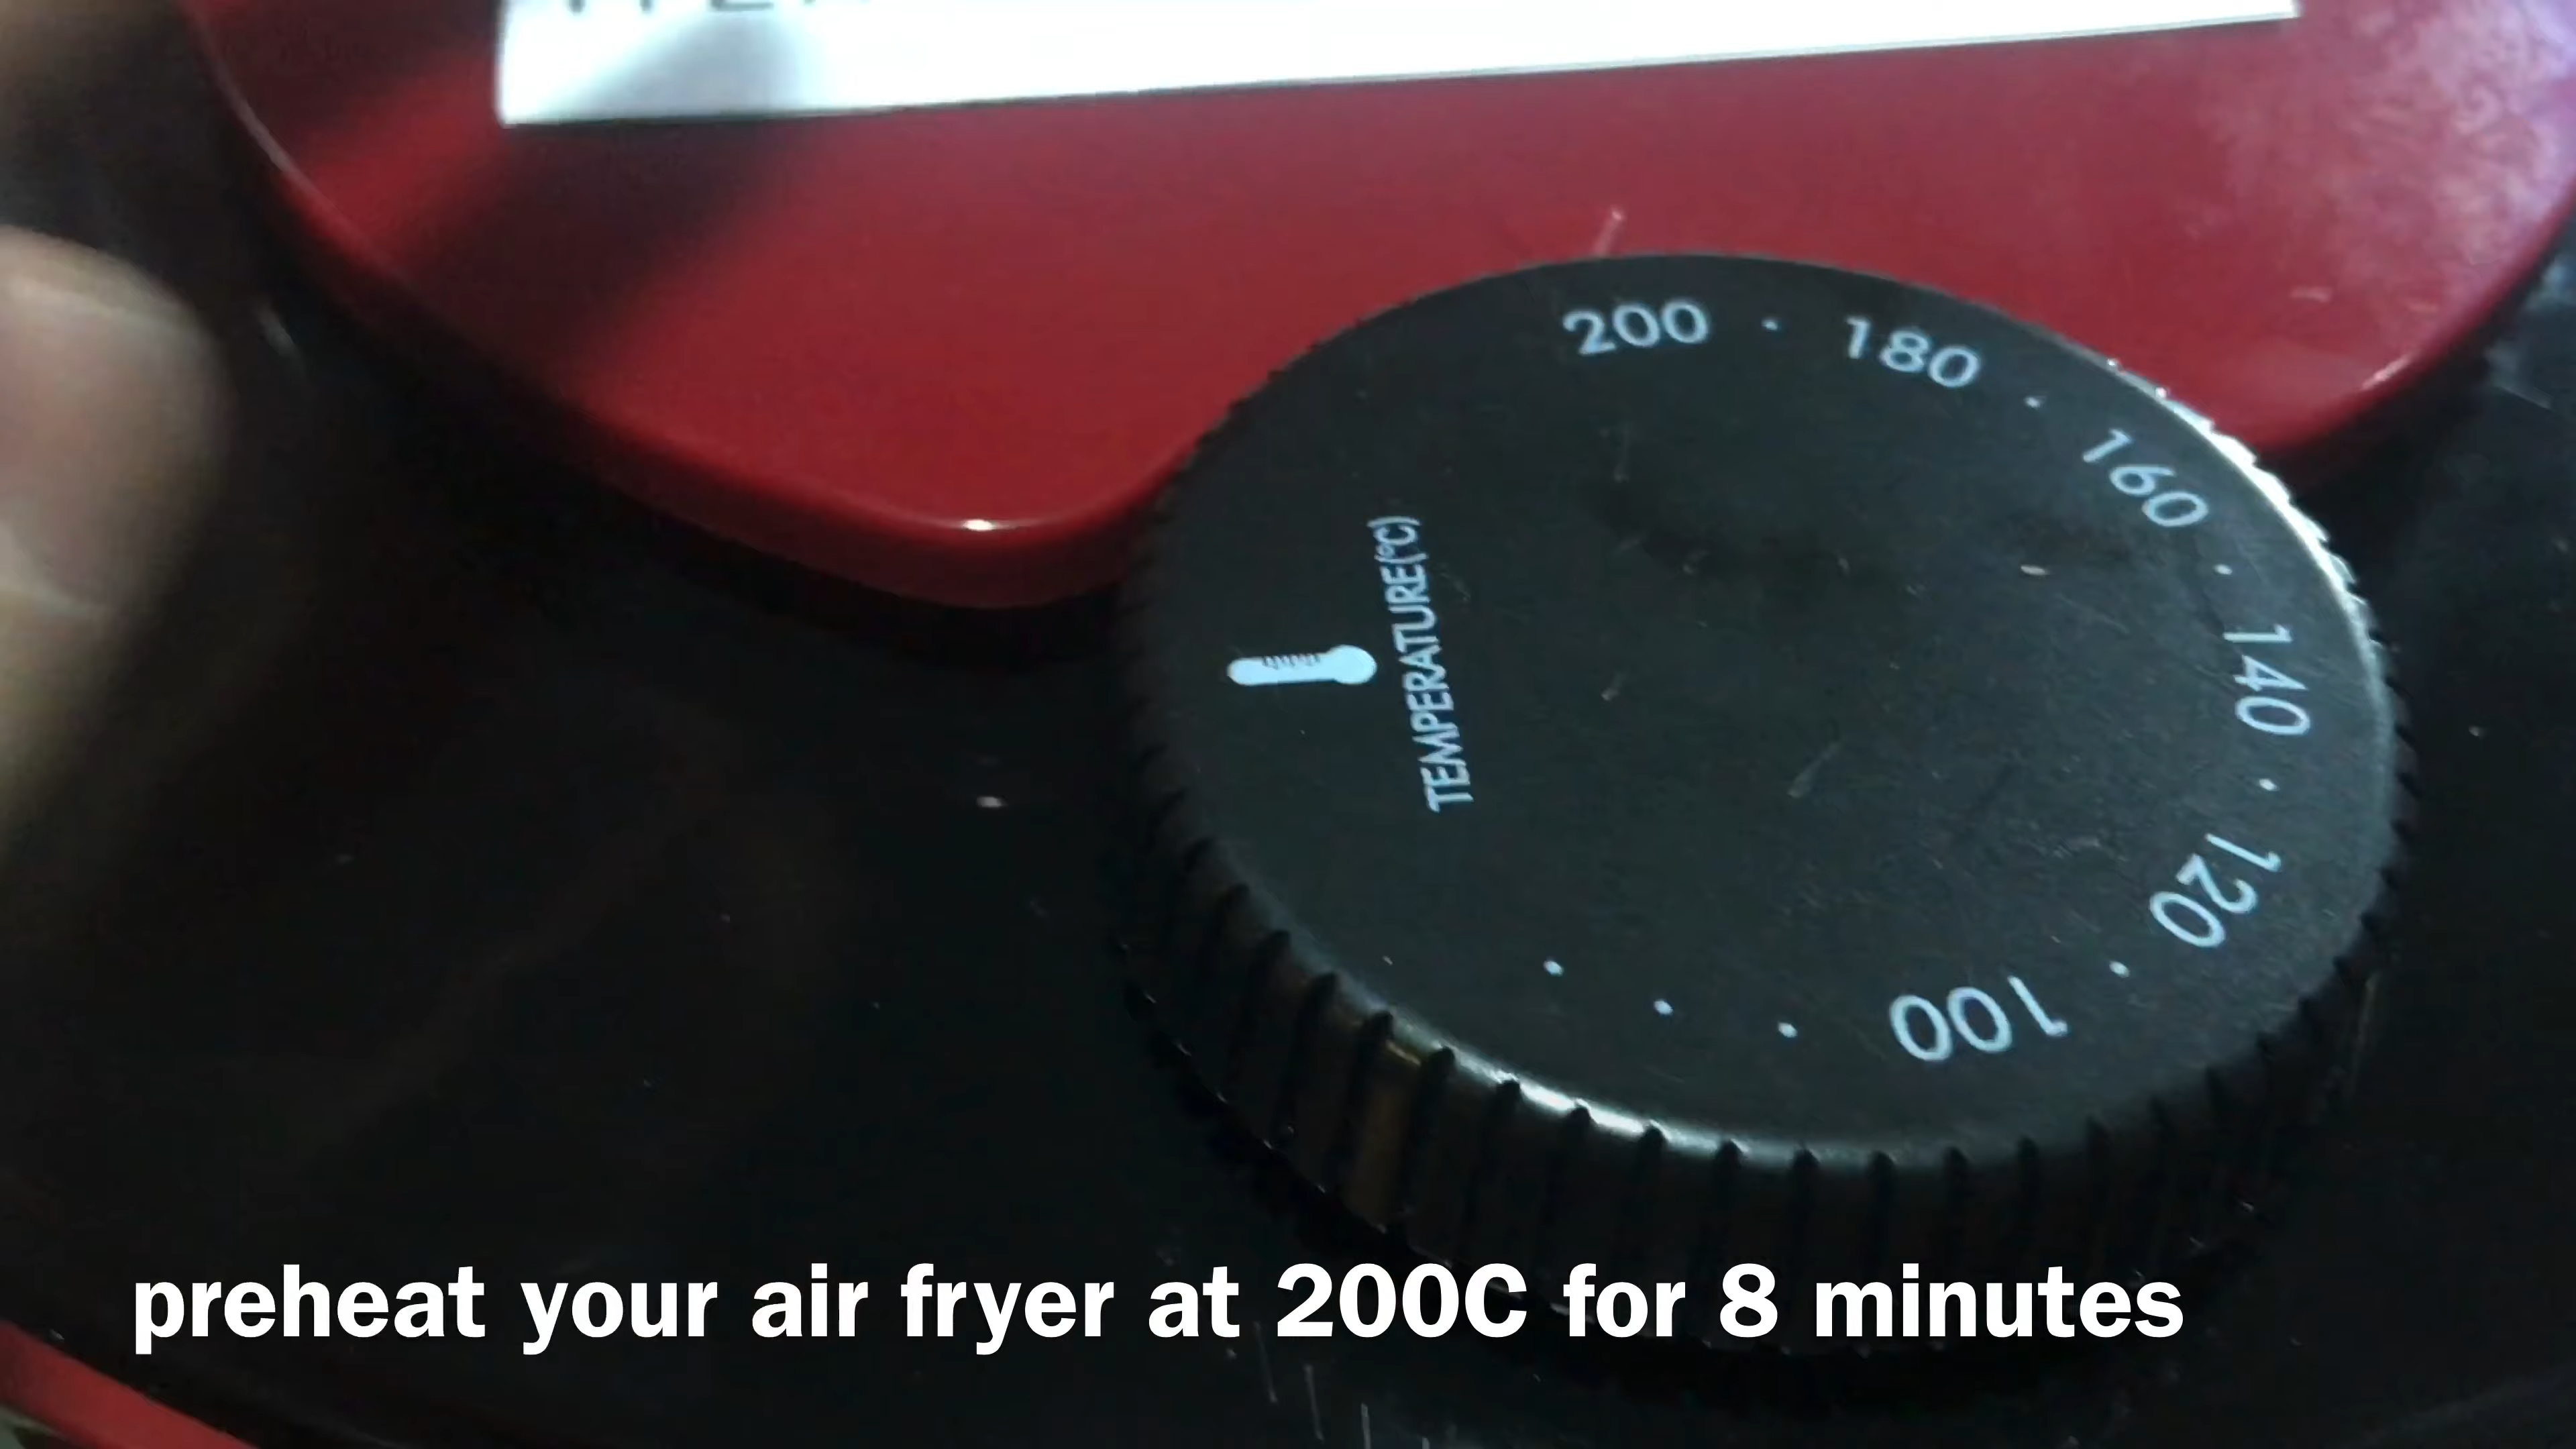 200 · 180 · 160 · 140 · 120 · 100 · · ·
TEMPERATURE(°C)
preheat your air fryer at 200C for 8 minutes